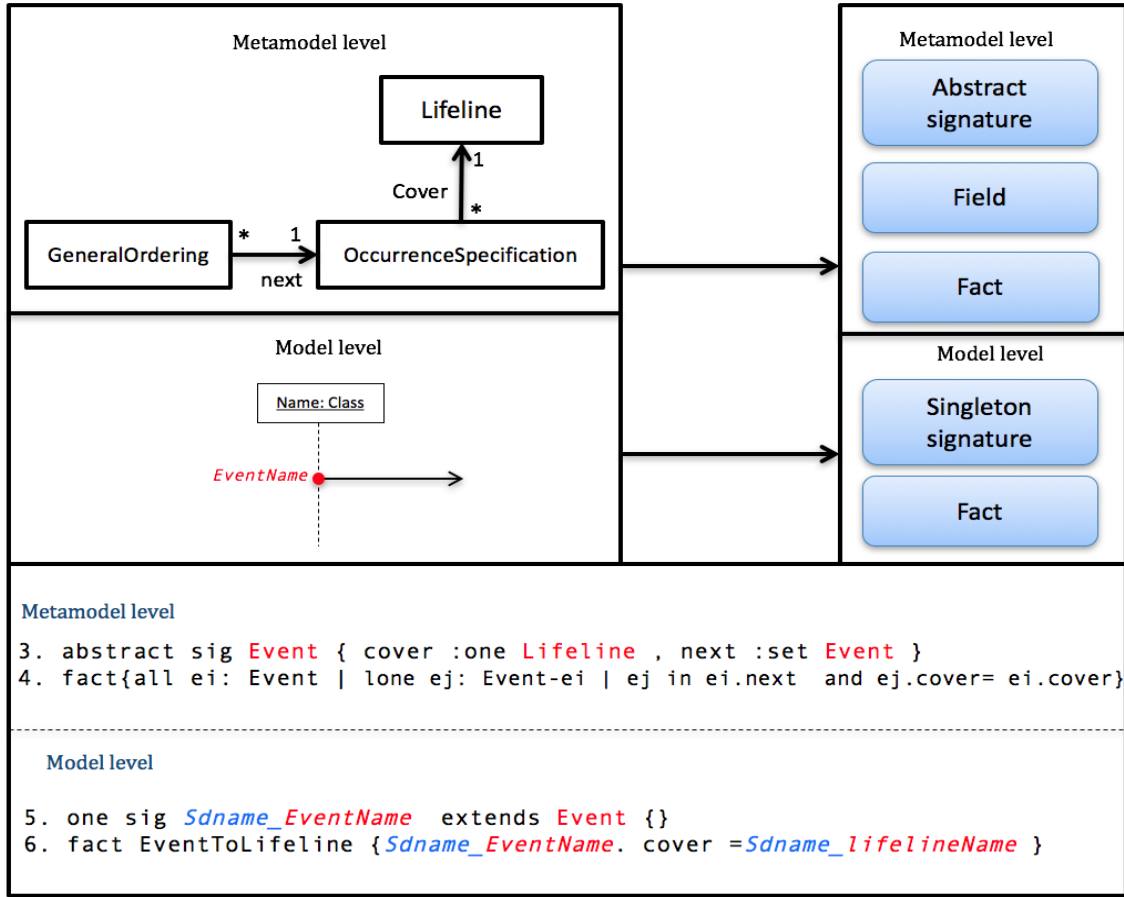 Metamodel level
Lifeline
1
Cover
*
GeneralOrdering
*
1
next
OccurrenceSpecification
Model level
Name: Class
EventName
Metamodel level
Abstract
signature
Field
Fact
Model level
Singleton
signature
Fact
Metamodel level
3. abstract sig Event { cover :one Lifeline , next :set Event }
4. fact{all ei: Event | lone ej: Event-ei | ej in ei.next  and ej.cover= ei.cover}
Model level
5. one sig Sdname_EventName  extends Event {}
6. fact EventToLifeline {Sdname_EventName. cover =Sdname_lifelineName }